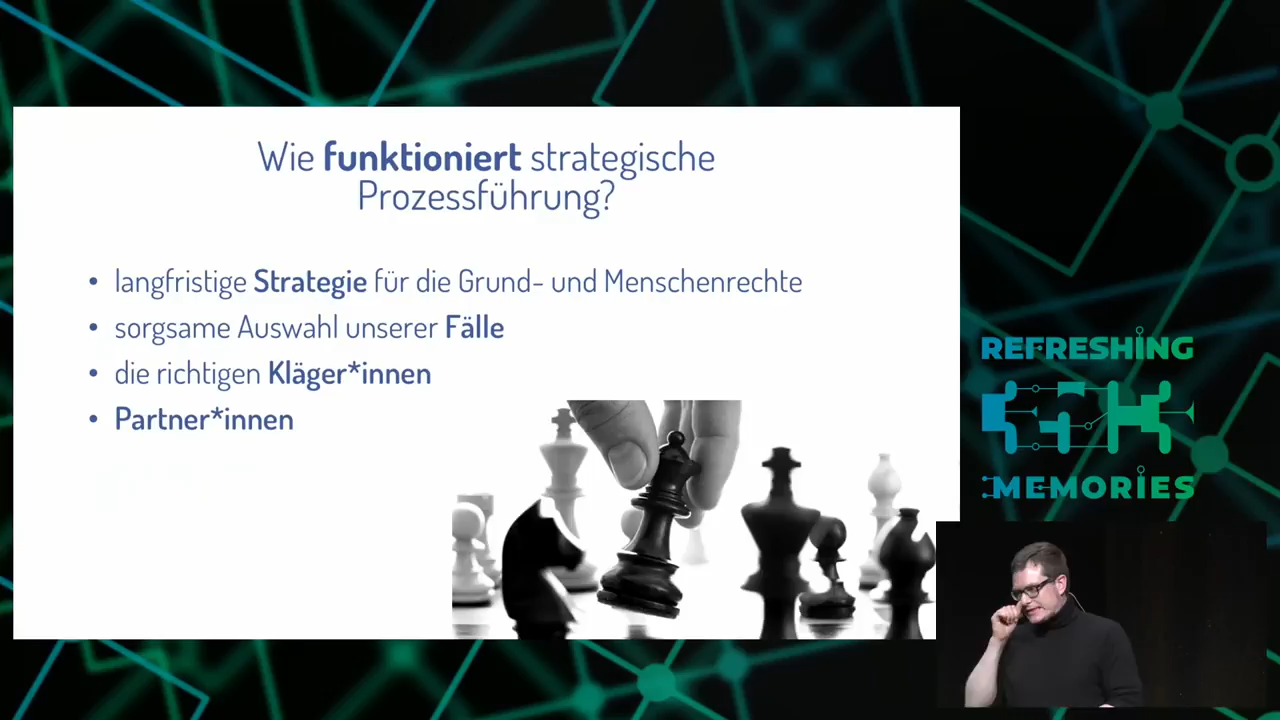 Wie funktioniert strategische
Prozessführung?
• langfristige Strategie für die Grund- und Menschenrechte
• sorgsame Auswahl unserer Fälle
• die richtigen Kläger*innen
• Partner*innen
REFRESHING
MEMORIES